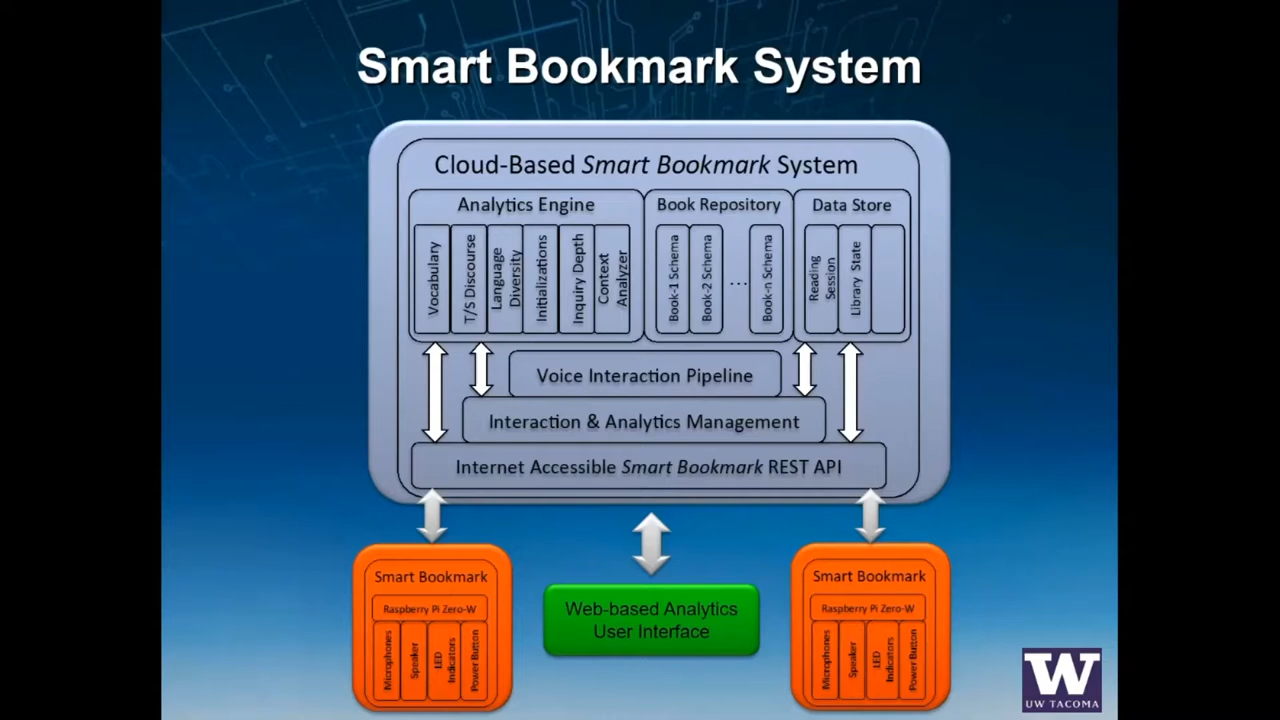 Smart Bookmark System
Cloud-Based Smart Bookmark System
Analytics Engine
Vocabulary
T/S Discourse
Language
Diversity
Initializations
Inquiry Depth
Context
Analyzer
Book Repository
Book-1 Schema
Book-2 Schema
...
Book-n Schema
Data Store
Reading
Session
Library State
Voice Interaction Pipeline
Interaction & Analytics Management
Internet Accessible Smart Bookmark REST API
Smart Bookmark
Raspberry Pi Zero-W
Microphones
Speaker
LED
Indicators
Power Button
Web-based Analytics
User Interface
Smart Bookmark
Raspberry Pi Zero-W
Microphones
Speaker
LED
Indicators
Power Button
W
UW TACOMA